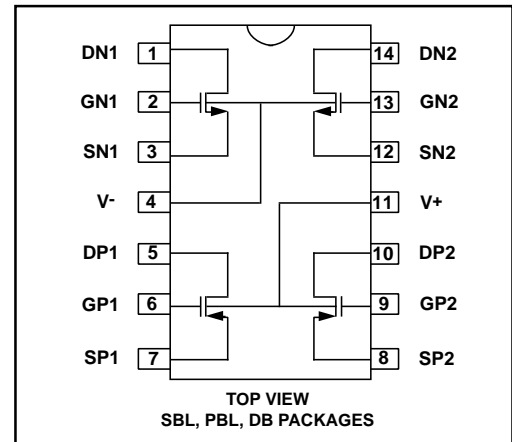 DN1 1 14 DN2
GN1 2 13 GN2
SN1 3 12 SN2
V- 4 11 V+
DP1 5 10 DP2
GP1 6 9 GP2
SP1 7 8 SP2
TOP VIEW
SBL, PBL, DB PACKAGES